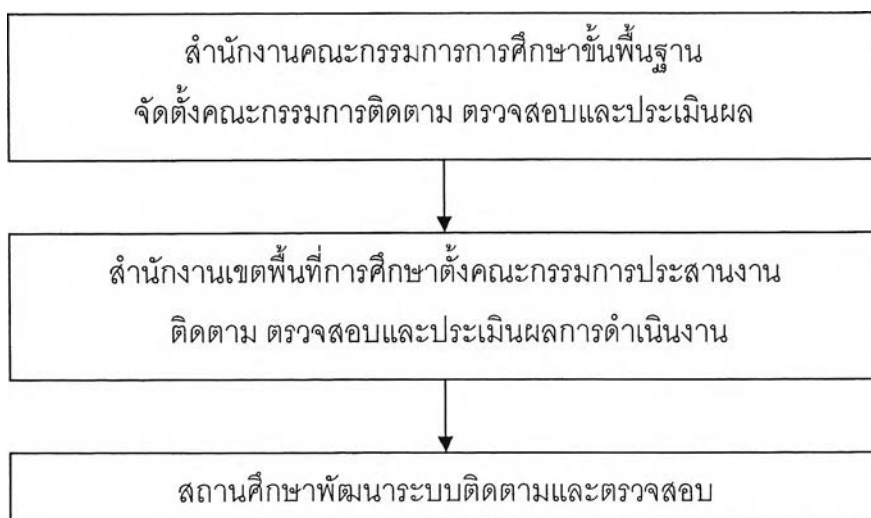 สำนักงานคณะกรรมการการศึกษาขั้นพื้นฐาน
จัดตั้งคณะกรรมการติดตาม ตรวจสอบและประเมินผล
สำนักงานเขตพื้นที่การศึกษาตั้งคณะกรรมการประสานงาน
ติดตาม ตรวจสอบและประเมินผลการดำเนินงาน
สถานศึกษาพัฒนาระบบติดตามและตรวจสอบ